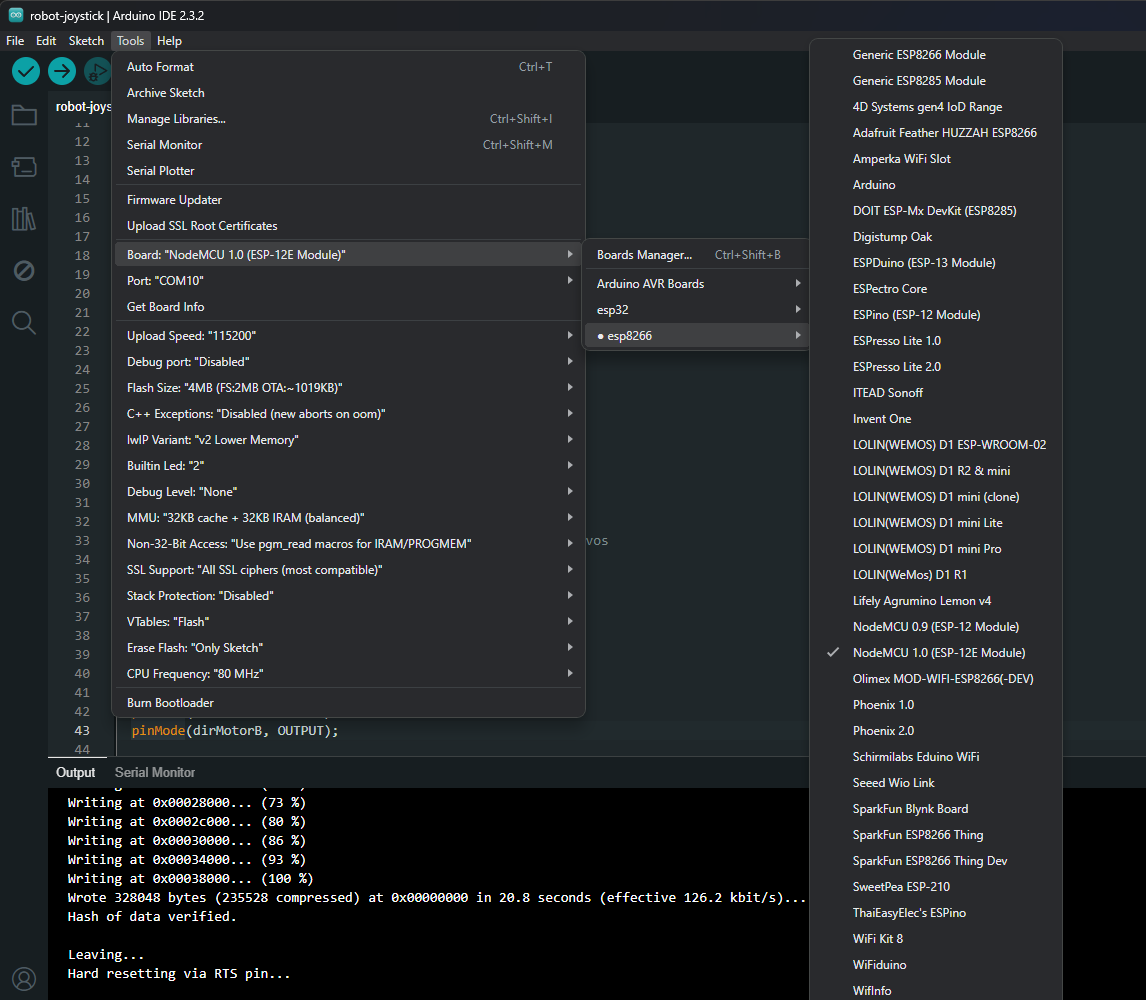 robot-joystick | Arduino IDE 2.3.2
File Edit Sketch Tools Help
robot-joys
11
12
13
14
15
16
17
18
19
20
21
22
23
24
25
26
27
28
29
30
31
32
33
34
35
36
37
38
39
40
41
42
43
44
Auto Format Ctrl+T
Archive Sketch
Manage Libraries... Ctrl+Shift+I
Serial Monitor Ctrl+Shift+M
Serial Plotter
Firmware Updater
Upload SSL Root Certificates
Board: "NodeMCU 1.0 (ESP-12E Module)"
Port: "COM10"
Get Board Info
Upload Speed: "115200"
Debug port: "Disabled"
Flash Size: "4MB (FS:2MB OTA:~1019KB)"
C++ Exceptions: "Disabled (new aborts on oom)"
lwIP Variant: "v2 Lower Memory"
Builtin Led: "2"
Debug Level: "None"
MMU: "32KB cache + 32KB IRAM (balanced)"
Non-32-Bit Access: "Use pgm_read macros for IRAM/PROGMEM"
SSL Support: "All SSL ciphers (most compatible)"
Stack Protection: "Disabled"
VTables: "Flash"
Erase Flash: "Only Sketch"
CPU Frequency: "80 MHz"
Burn Bootloader
Boards Manager... Ctrl+Shift+B
Arduino AVR Boards
esp32
● esp8266
Generic ESP8266 Module
Generic ESP8285 Module
4D Systems gen4 IoD Range
Adafruit Feather HUZZAH ESP8266
Amperka WiFi Slot
Arduino
DOIT ESP-Mx DevKit (ESP8285)
Digistump Oak
ESPDuino (ESP-13 Module)
ESPectro Core
ESPino (ESP-12 Module)
ESPresso Lite 1.0
ESPresso Lite 2.0
ITEAD Sonoff
Invent One
LOLIN(WEMOS) D1 ESP-WROOM-02
LOLIN(WEMOS) D1 R2 & mini
LOLIN(WEMOS) D1 mini (clone)
LOLIN(WEMOS) D1 mini Lite
LOLIN(WEMOS) D1 mini Pro
LOLIN(WeMos) D1 R1
Lifely Agrumino Lemon v4
NodeMCU 0.9 (ESP-12 Module)
NodeMCU 1.0 (ESP-12E Module)
Olimex MOD-WIFI-ESP8266(-DEV)
Phoenix 1.0
Phoenix 2.0
Schirmilabs Eduino WiFi
Seeed Wio Link
SparkFun Blynk Board
SparkFun ESP8266 Thing
SparkFun ESP8266 Thing Dev
SweetPea ESP-210
ThaiEasyElec's ESPino
WiFi Kit 8
WiFiduino
WifInfo
vos
pinMode(dirMotorB, OUTPUT);
Output Serial Monitor
Writing at 0x00028000... (73 %)
Writing at 0x0002c000... (80 %)
Writing at 0x00030000... (86 %)
Writing at 0x00034000... (93 %)
Writing at 0x00038000... (100 %)
Wrote 328048 bytes (235528 compressed) at 0x00000000 in 20.8 seconds (effective 126.2 kbit/s)...
Hash of data verified.
Leaving...
Hard resetting via RTS pin...